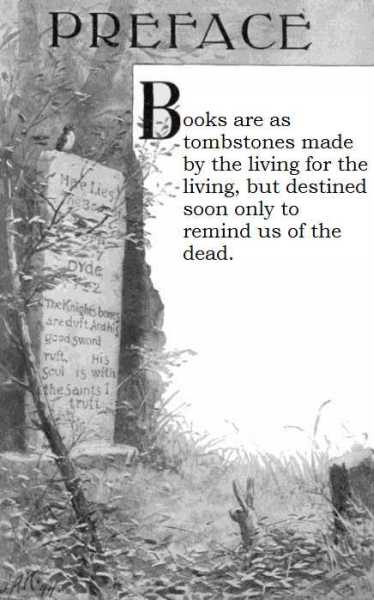 PREFACE
Books are as
tombstones made
by the living for the
living, but destined
soon only to
remind us of the
dead.
Lies
Dyde
The Knights bones
are duſt And his
good sword
ruſt, His
Soul is with
the Saints I
truſt